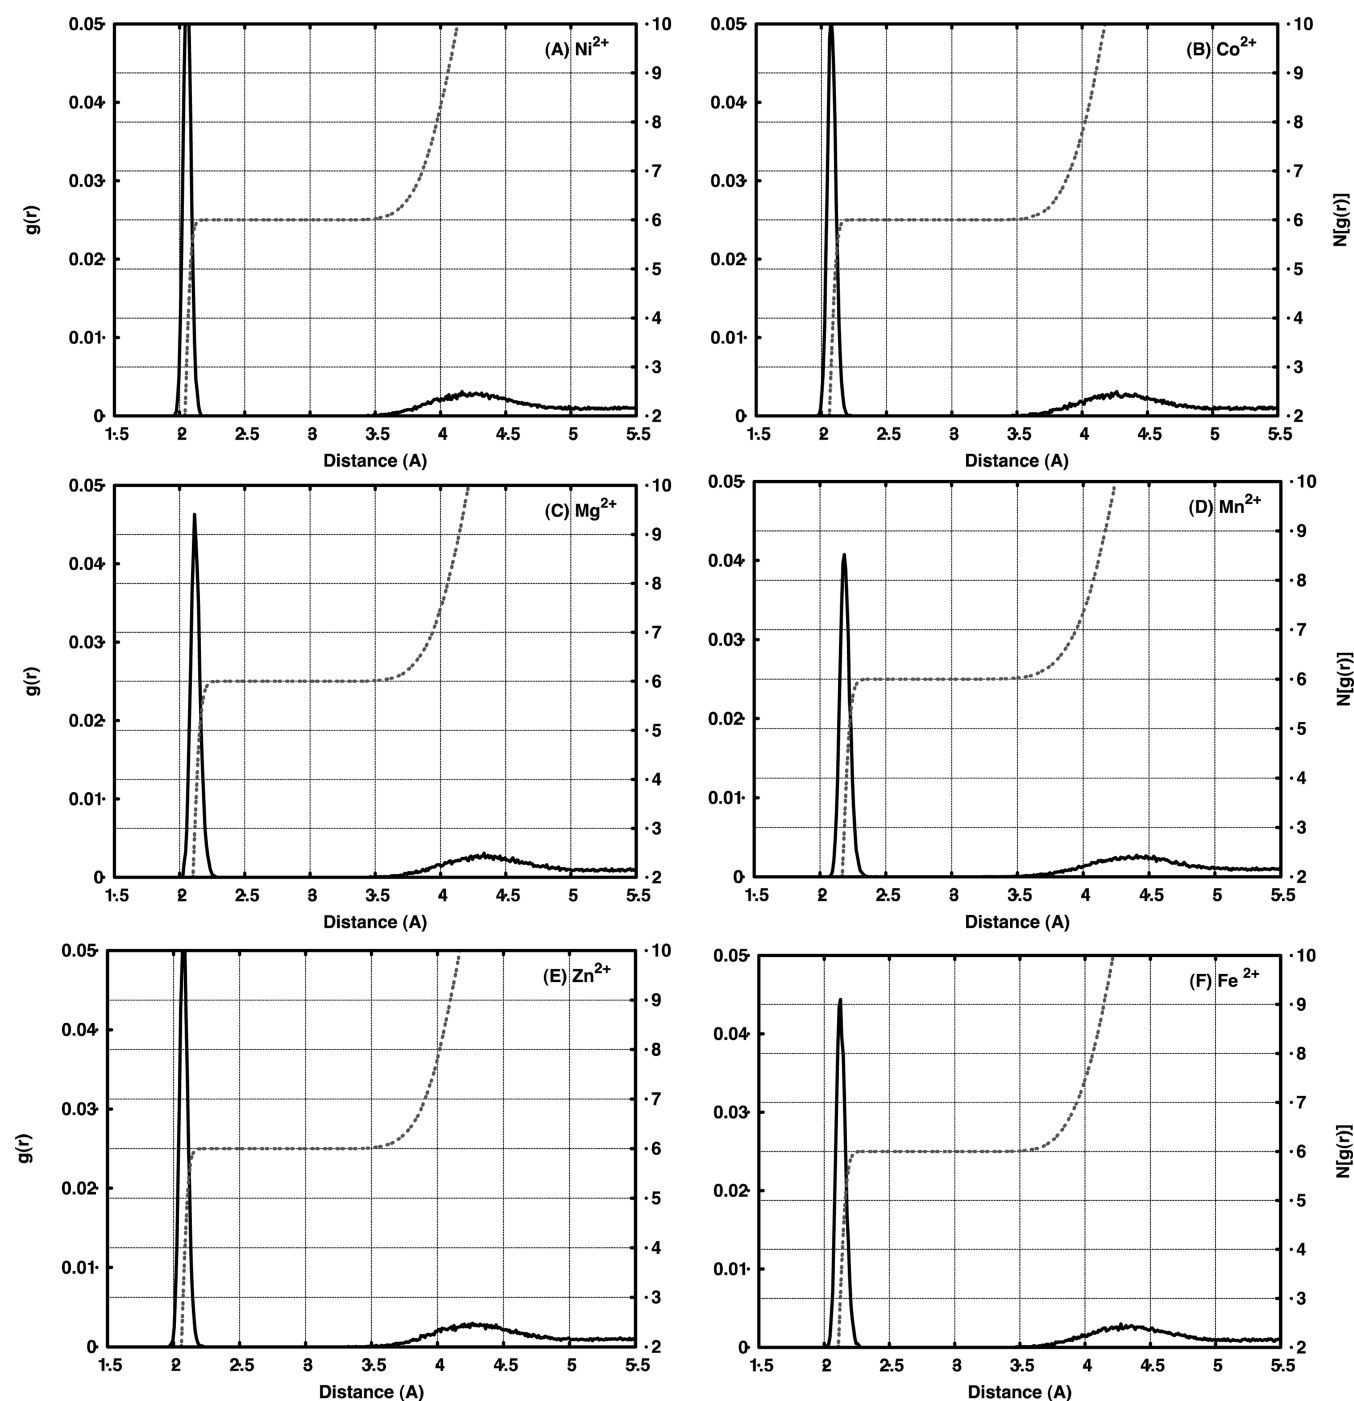 0.05 0.04 0.03 0.02 0.01 0
g(r)
(A) Ni2+
10 9 8 7 6 5 4 3 2
1.5 2 2.5 3 3.5 4 4.5 5 5.5
Distance (A)
0.05 0.04 0.03 0.02 0.01 0
(B) Co2+
10 9 8 7 6 5 4 3 2
N[g(r)]
1.5 2 2.5 3 3.5 4 4.5 5 5.5
Distance (A)
0.05 0.04 0.03 0.02 0.01 0
g(r)
(C) Mg2+
10 9 8 7 6 5 4 3 2
1.5 2 2.5 3 3.5 4 4.5 5 5.5
Distance (A)
0.05 0.04 0.03 0.02 0.01 0
(D) Mn2+
10 9 8 7 6 5 4 3 2
N[g(r)]
1.5 2 2.5 3 3.5 4 4.5 5 5.5
Distance (A)
0.05 0.04 0.03 0.02 0.01 0
g(r)
(E) Zn2+
10 9 8 7 6 5 4 3 2
1.5 2 2.5 3 3.5 4 4.5 5 5.5
Distance (A)
0.05 0.04 0.03 0.02 0.01 0
(F) Fe 2+
10 9 8 7 6 5 4 3 2
N[g(r)]
1.5 2 2.5 3 3.5 4 4.5 5 5.5
Distance (A)